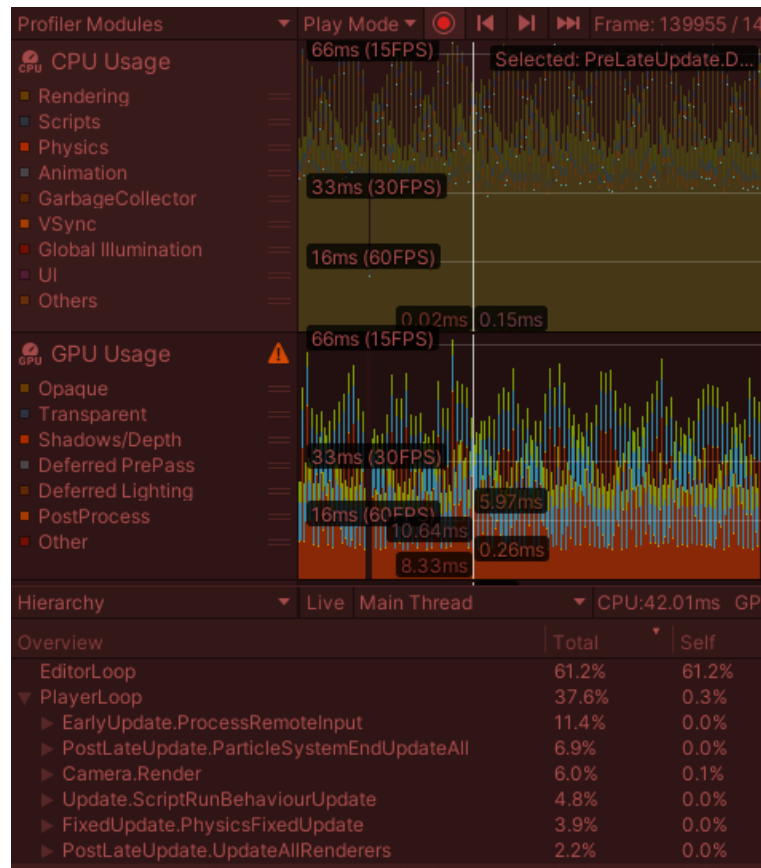 Profiler Modules
Play Mode
Frame: 139955 / 14
CPU
CPU Usage
Rendering
Scripts
Physics
Animation
GarbageCollector
VSync
Global Illumination
UI
Others
66ms (15FPS)
Selected: PreLateUpdate.D...
33ms (30FPS)
16ms (60FPS)
0.02ms
0.15ms
GPU
GPU Usage
Opaque
Transparent
Shadows/Depth
Deferred PrePass
Deferred Lighting
PostProcess
Other
66ms (15FPS)
33ms (30FPS)
5.97ms
16ms (60FPS)
10.64ms
0.26ms
8.33ms
Hierarchy
Live
Main Thread
CPU:42.01ms GP
Overview
Total
Self
EditorLoop 61.2% 61.2%
PlayerLoop 37.6% 0.3%
EarlyUpdate.ProcessRemoteInput 11.4% 0.0%
PostLateUpdate.ParticleSystemEndUpdateAll 6.9% 0.0%
Camera.Render 6.0% 0.1%
Update.ScriptRunBehaviourUpdate 4.8% 0.0%
FixedUpdate.PhysicsFixedUpdate 3.9% 0.0%
PostLateUpdate.UpdateAllRenderers 2.2% 0.0%